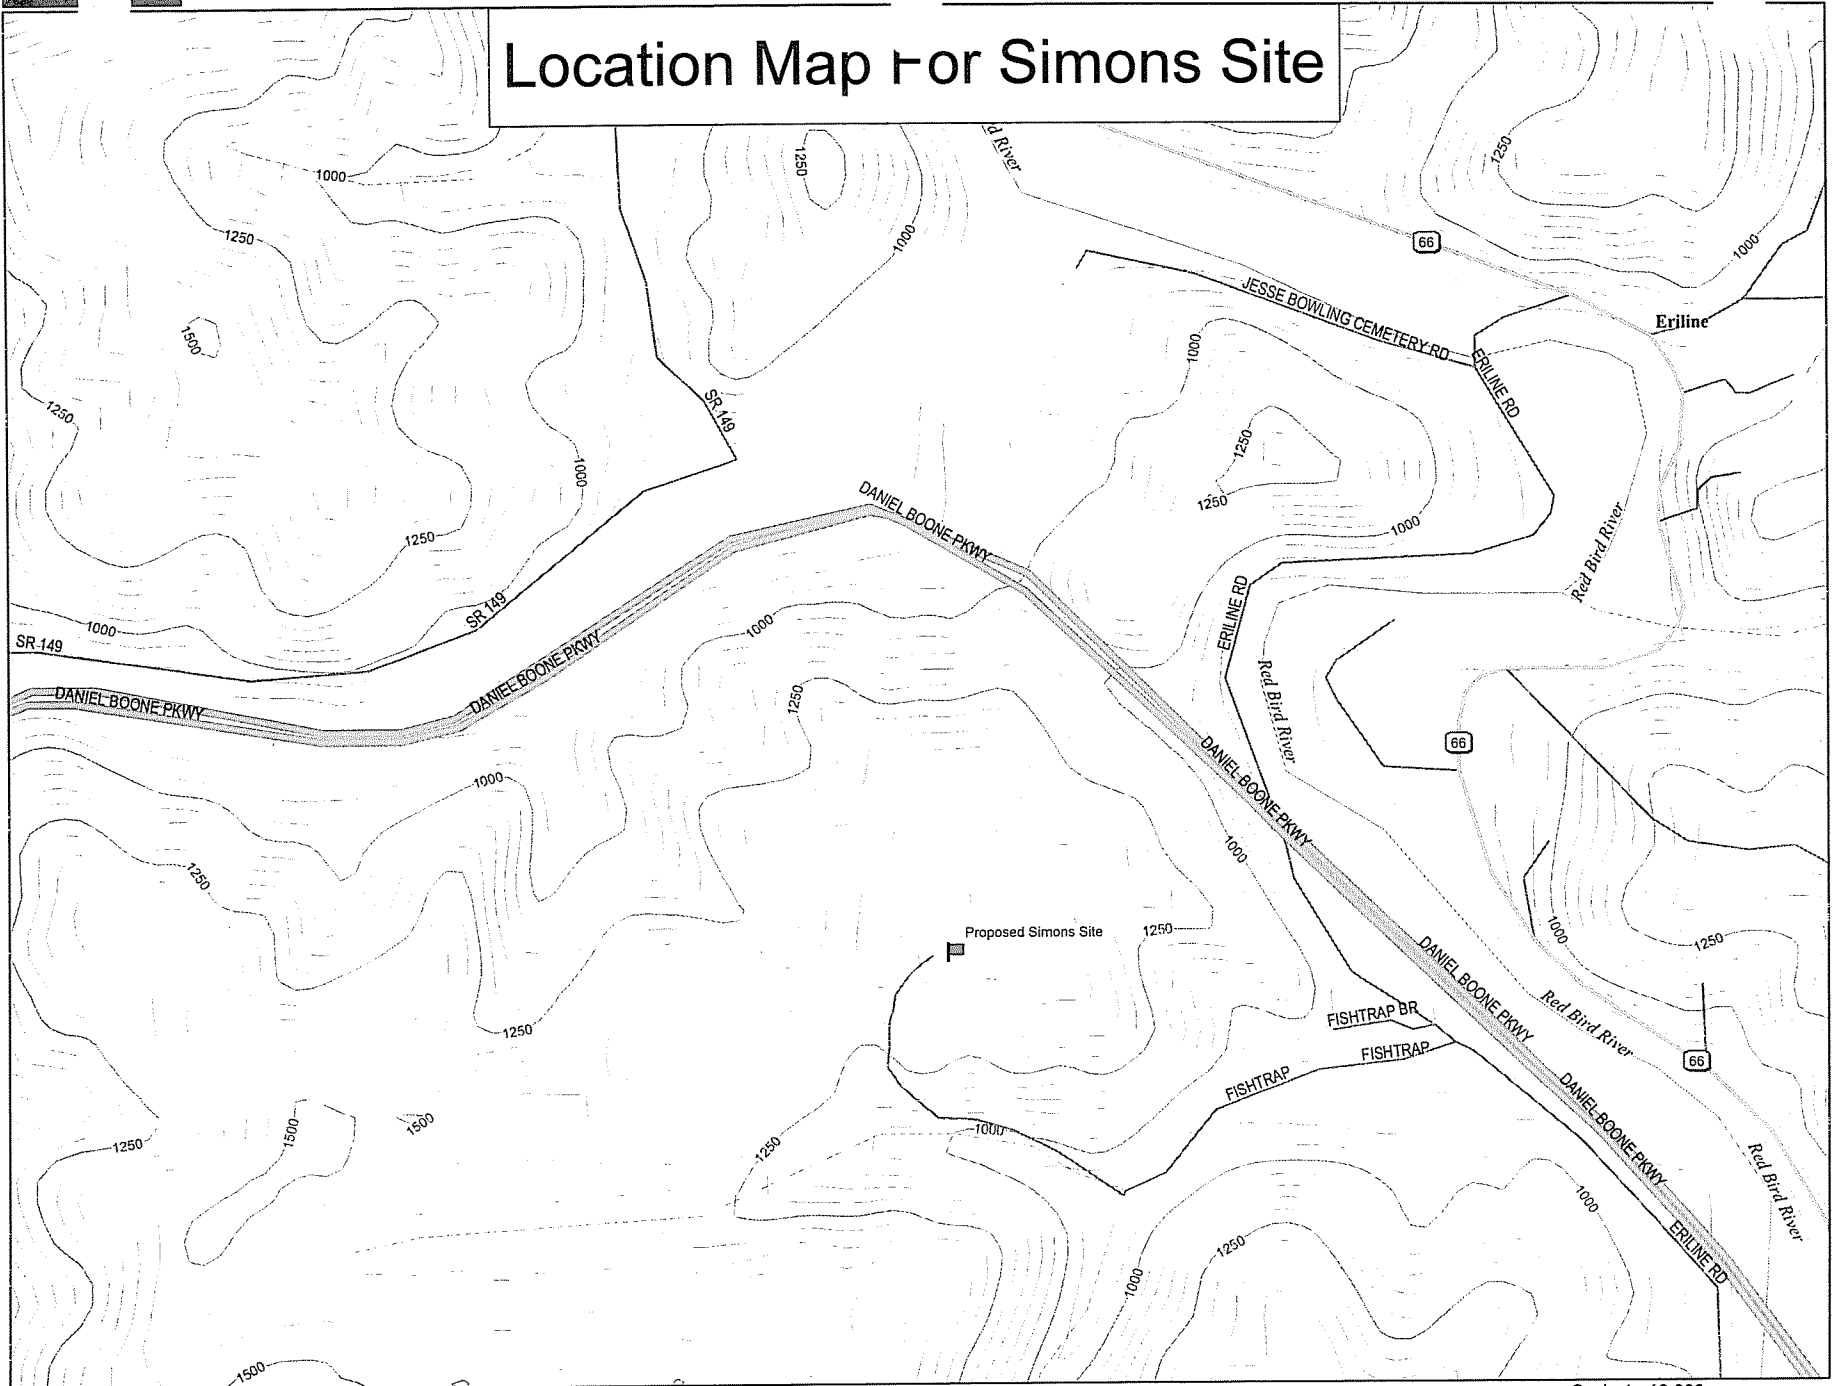 Location Map For Simons Site
d River
1250
1250
1000
1250
1000
1000
66
JESSE BOWLING CEMETERY RD
Eriline
1500
1000
ERILINE RD
1250
SR 149
1250
1000
1250
1250
1000
DANIEL BOONE PKWY
Red Bird River
ERILINE RD
1000
SR 149
SR 149
1000
DANIEL BOONE PKWY
DANIEL BOONE PKWY
1250
Red Bird River
66
DANIEL BOONE PKWY
1000
1000
1250
Proposed Simons Site
1250
1000
1250
DANIEL BOONE PKWY
1250
FISHTRAP BR
Red Bird River
FISHTRAP
66
FISHTRAP
DANIEL BOONE PKWY
1500
1500
1250
1250
1000
Red Bird River
1000
1250
ERILINE RD
1000
1500